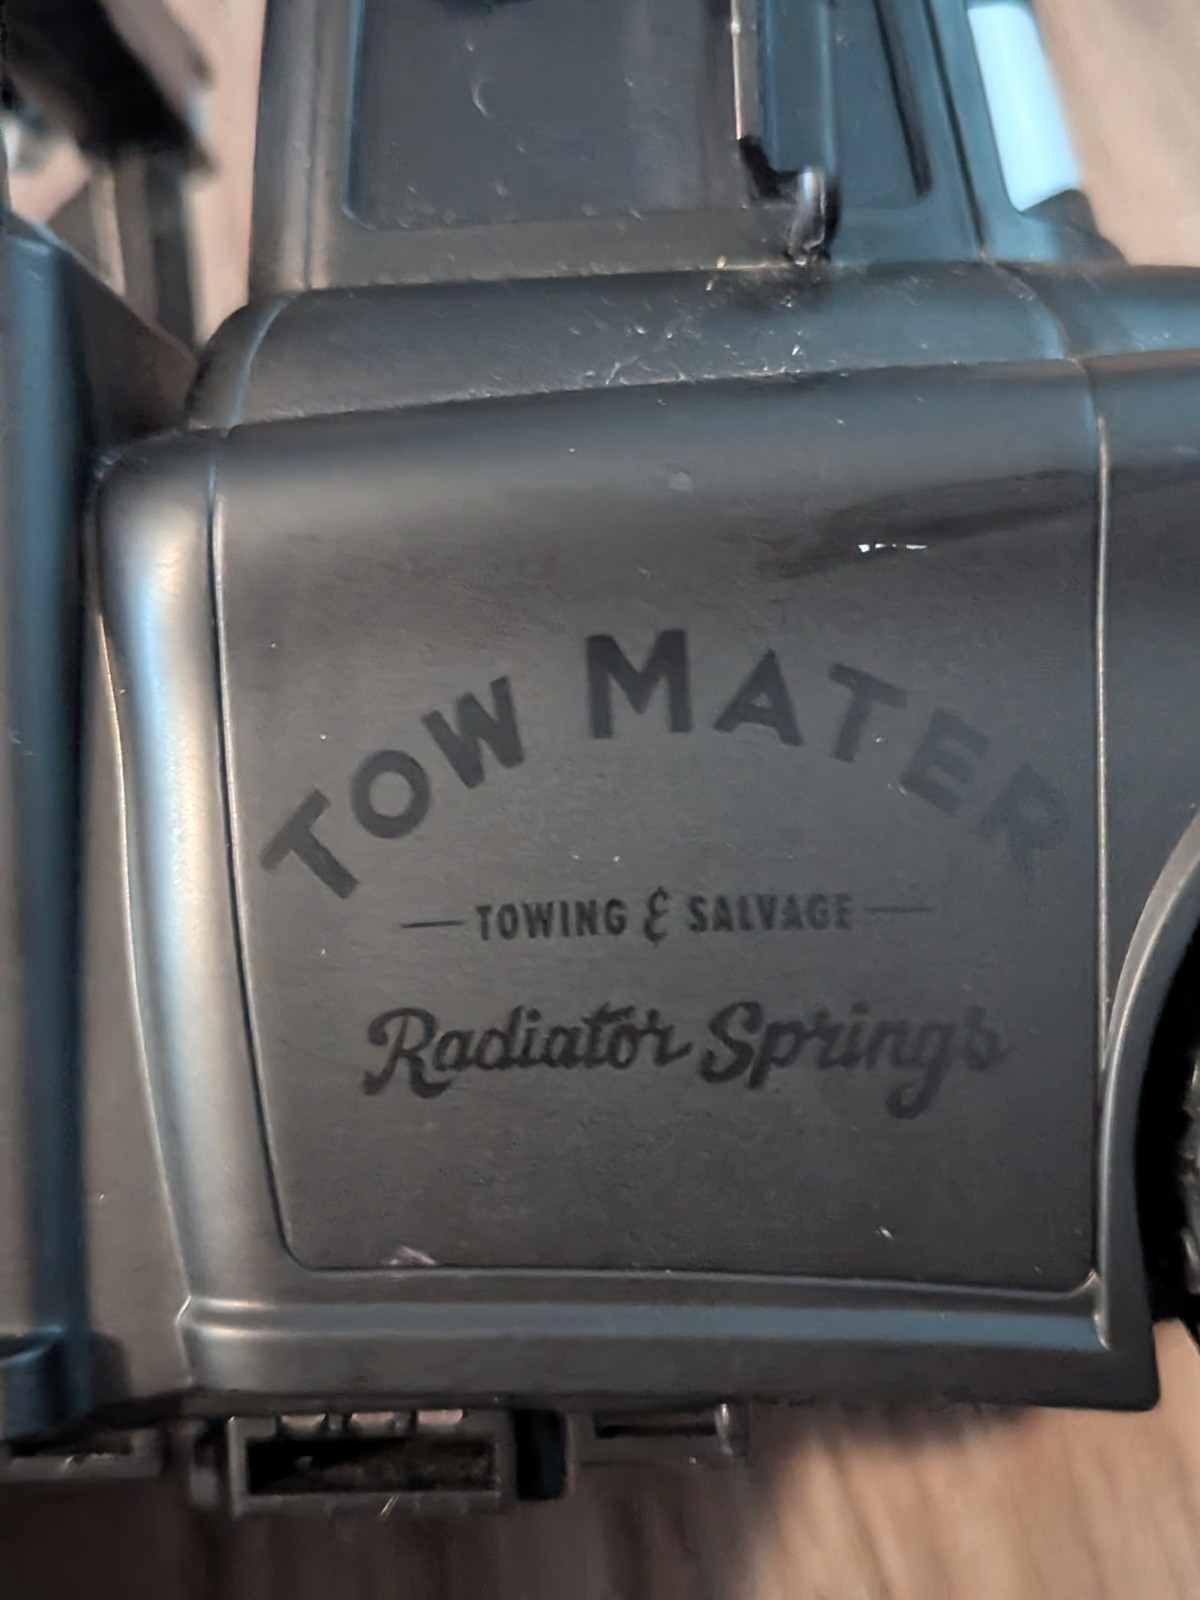 TOW MATER
— TOWING & SALVAGE —
Radiator Springs